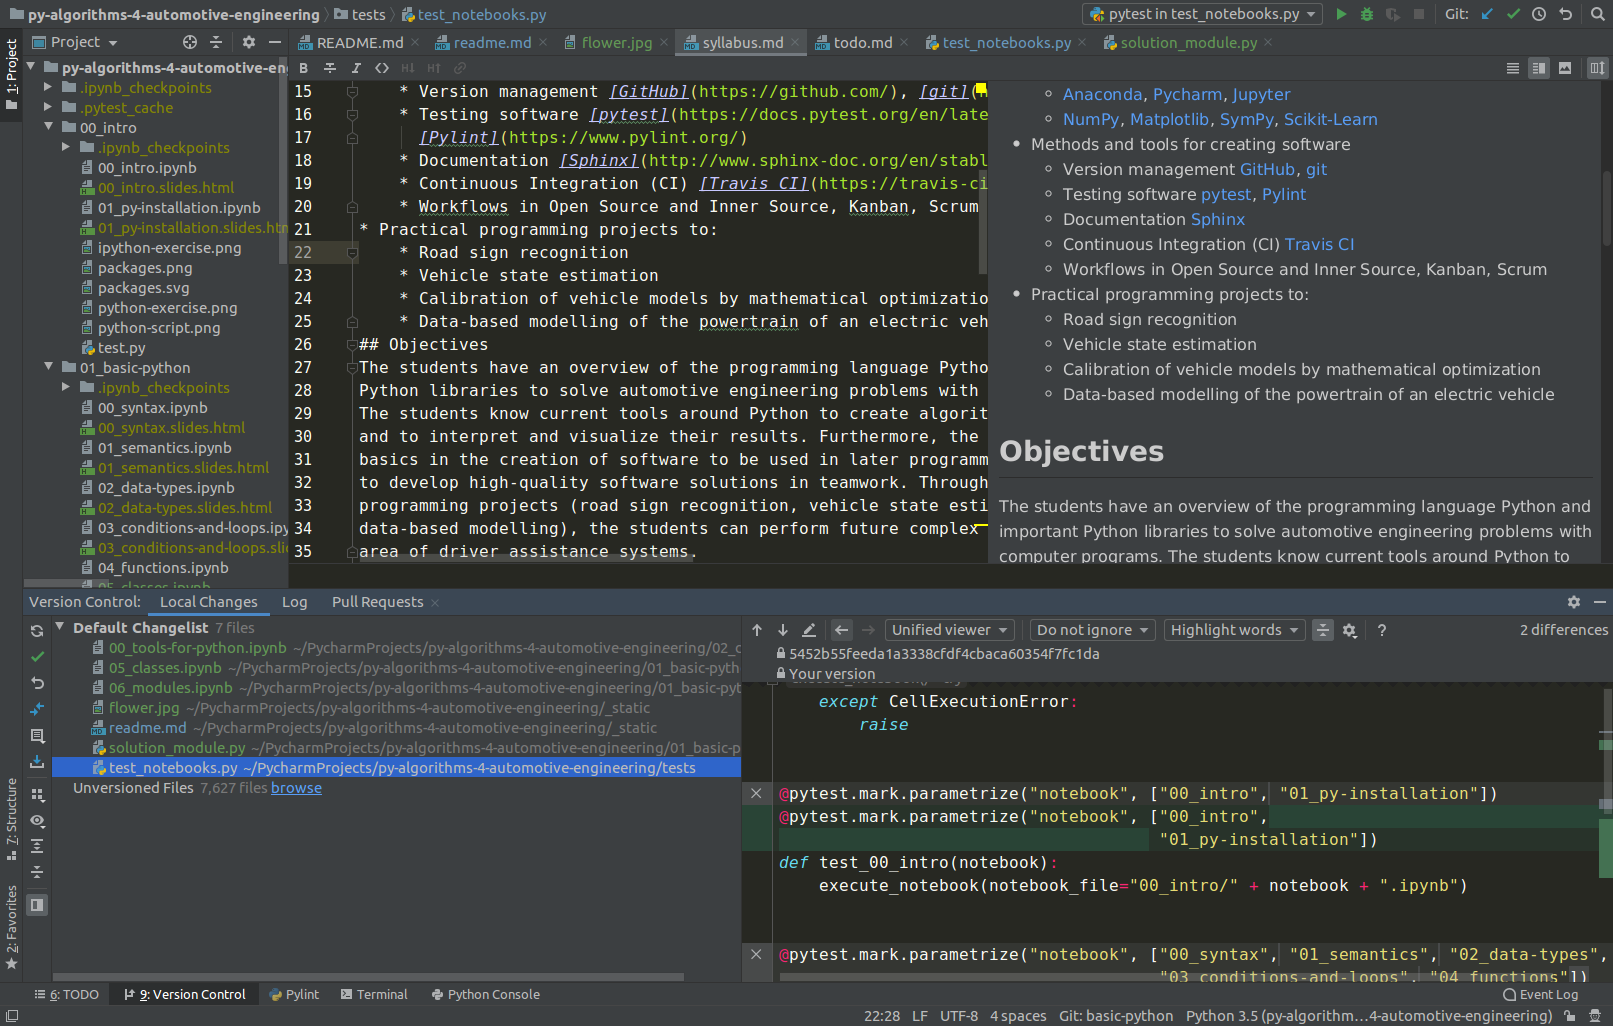 py-algorithms-4-automotive-engineering
tests
test_notebooks.py
pytest in test_notebooks.py
Git:
1: Project
Project
README.md
readme.md
flower.jpg
syllabus.md
todo.md
test_notebooks.py
solution_module.py
B I
py-algorithms-4-automotive-en
.ipynb_checkpoints
.pytest_cache
00_intro
.ipynb_checkpoints
00_intro.ipynb
00_intro.slides.html
01_py-installation.ipynb
01_py-installation.slides.htm
ipython-exercise.png
packages.png
packages.svg
python-exercise.png
python-script.png
test.py
01_basic-python
.ipynb_checkpoints
00_syntax.ipynb
00_syntax.slides.html
01_semantics.ipynb
01_semantics.slides.html
02_data-types.ipynb
02_data-types.slides.html
03_conditions-and-loops.ipy
03_conditions-and-loops.slid
04_functions.ipynb
05_classes.ipynb
15 * Version management [GitHub](https://github.com/), [git](h
16 * Testing software [pytest](https://docs.pytest.org/en/late
17 [Pylint](https://www.pylint.org/)
18 * Documentation [Sphinx](http://www.sphinx-doc.org/en/stabl
19 * Continuous Integration (CI) [Travis CI](https://travis-ci
20 * Workflows in Open Source and Inner Source, Kanban, Scrum
21 * Practical programming projects to:
22 * Road sign recognition
23 * Vehicle state estimation
24 * Calibration of vehicle models by mathematical optimizatio
25 * Data-based modelling of the powertrain of an electric veh
26 ## Objectives
27 The students have an overview of the programming language Pytho
28 Python libraries to solve automotive engineering problems with
29 The students know current tools around Python to create algorit
30 and to interpret and visualize their results. Furthermore, the
31 basics in the creation of software to be used in later programm
32 to develop high-quality software solutions in teamwork. Through
33 programming projects (road sign recognition, vehicle state esti
34 data-based modelling), the students can perform future complex
35 area of driver assistance systems.
Anaconda, Pycharm, Jupyter
NumPy, Matplotlib, SymPy, Scikit-Learn
Methods and tools for creating software
Version management GitHub, git
Testing software pytest, Pylint
Documentation Sphinx
Continuous Integration (CI) Travis CI
Workflows in Open Source and Inner Source, Kanban, Scrum
Practical programming projects to:
Road sign recognition
Vehicle state estimation
Calibration of vehicle models by mathematical optimization
Data-based modelling of the powertrain of an electric vehicle
Objectives
The students have an overview of the programming language Python and
important Python libraries to solve automotive engineering problems with
computer programs. The students know current tools around Python to
Version Control: Local Changes Log Pull Requests
Default Changelist 7 files
00_tools-for-python.ipynb ~/PycharmProjects/py-algorithms-4-automotive-engineering/02_c
05_classes.ipynb ~/PycharmProjects/py-algorithms-4-automotive-engineering/01_basic-pyth
06_modules.ipynb ~/PycharmProjects/py-algorithms-4-automotive-engineering/01_basic-pyt
flower.jpg ~/PycharmProjects/py-algorithms-4-automotive-engineering/_static
readme.md ~/PycharmProjects/py-algorithms-4-automotive-engineering/_static
solution_module.py ~/PycharmProjects/py-algorithms-4-automotive-engineering/01_basic-p
test_notebooks.py ~/PycharmProjects/py-algorithms-4-automotive-engineering/tests
Unversioned Files 7,627 files browse
Unified viewer Do not ignore Highlight words ? 2 differences
5452b55feeda1a3338cfdf4cbaca60354f7fc1da
Your version
except CellExecutionError:
raise
@pytest.mark.parametrize("notebook", ["00_intro", "01_py-installation"])
@pytest.mark.parametrize("notebook", ["00_intro",
"01_py-installation"])
def test_00_intro(notebook):
execute_notebook(notebook_file="00_intro/" + notebook + ".ipynb")
@pytest.mark.parametrize("notebook", ["00_syntax", "01_semantics", "02_data-types",
"03_conditions-and-loops", "04_functions"])
7: Structure
2: Favorites
6: TODO 9: Version Control Pylint Terminal Python Console Event Log
22:28 LF UTF-8 4 spaces Git: basic-python Python 3.5 (py-algorithm...4-automotive-engineering)